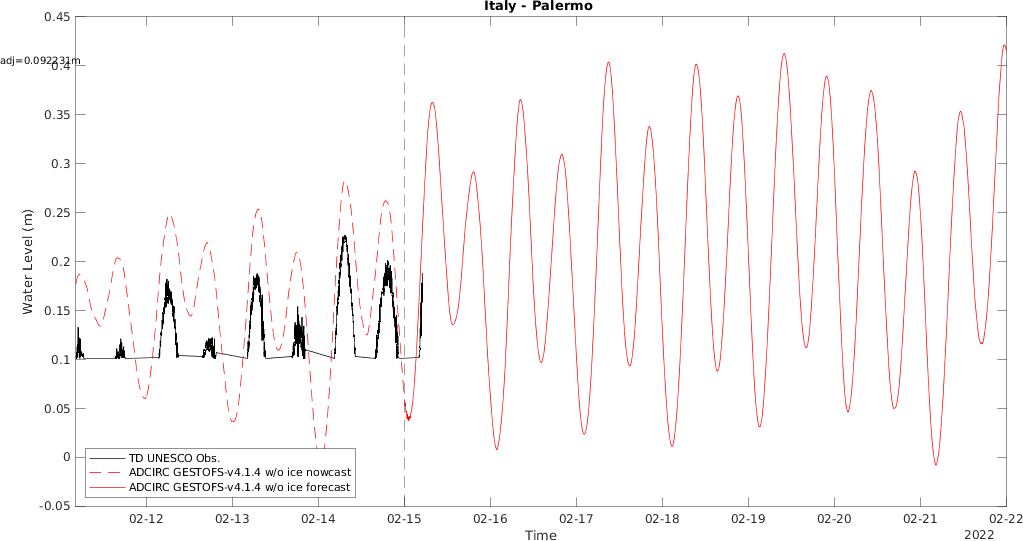 Italy - Palermo
adj=0.092231m
0.45
0.4
0.35
0.3
0.25
0.2
0.15
0.1
0.05
0
-0.05
Water Level (m)
TD UNESCO Obs.
ADCIRC GESTOFS-v4.1.4 w/o ice nowcast
ADCIRC GESTOFS-v4.1.4 w/o ice forecast
02-12 02-13 02-14 02-15 02-16 02-17 02-18 02-19 02-20 02-21 02-22
Time
2022